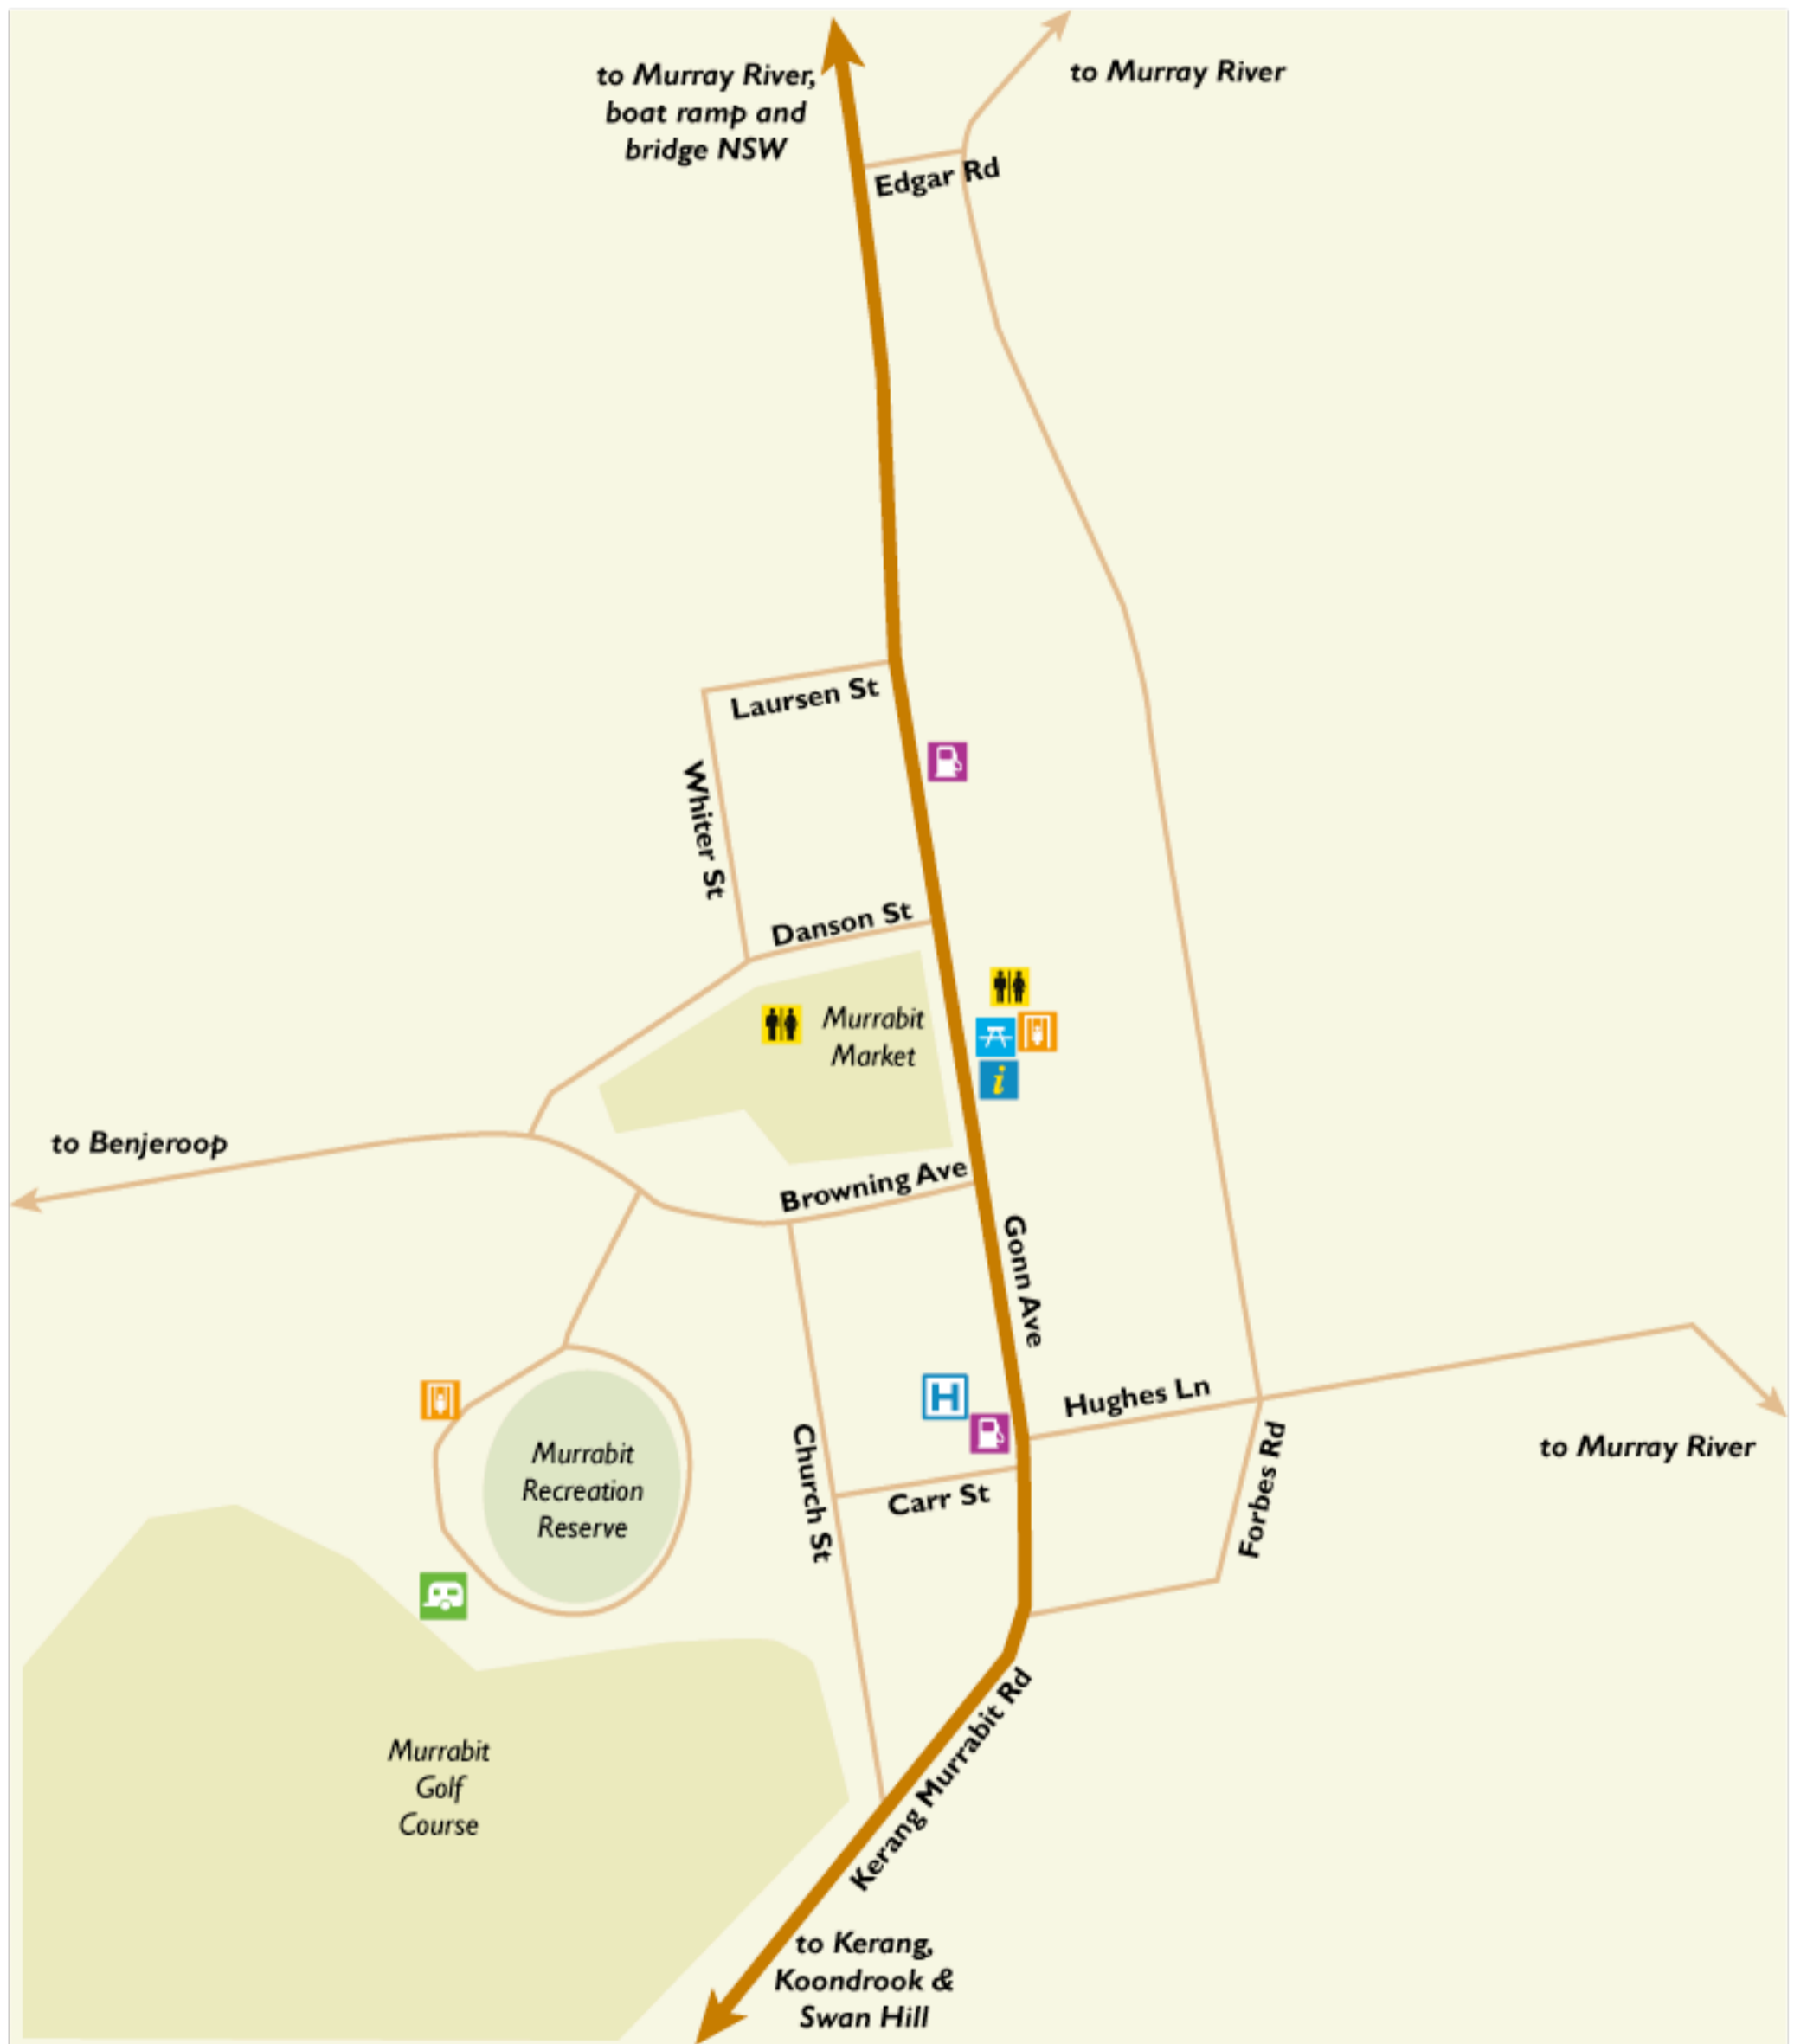 to Murray River,
boat ramp and
bridge NSW
to Murray River
Edgar Rd
Laursen St
Whiter St
Danson St
Murrabit
Market
i
to Benjeroop
Browning Ave
Gonn Ave
H
Hughes Ln
to Murray River
Murrabit
Recreation
Reserve
Church St
Carr St
Forbes Rd
Kerang Murrabit Rd
Murrabit
Golf
Course
to Kerang,
Koondrook &
Swan Hill